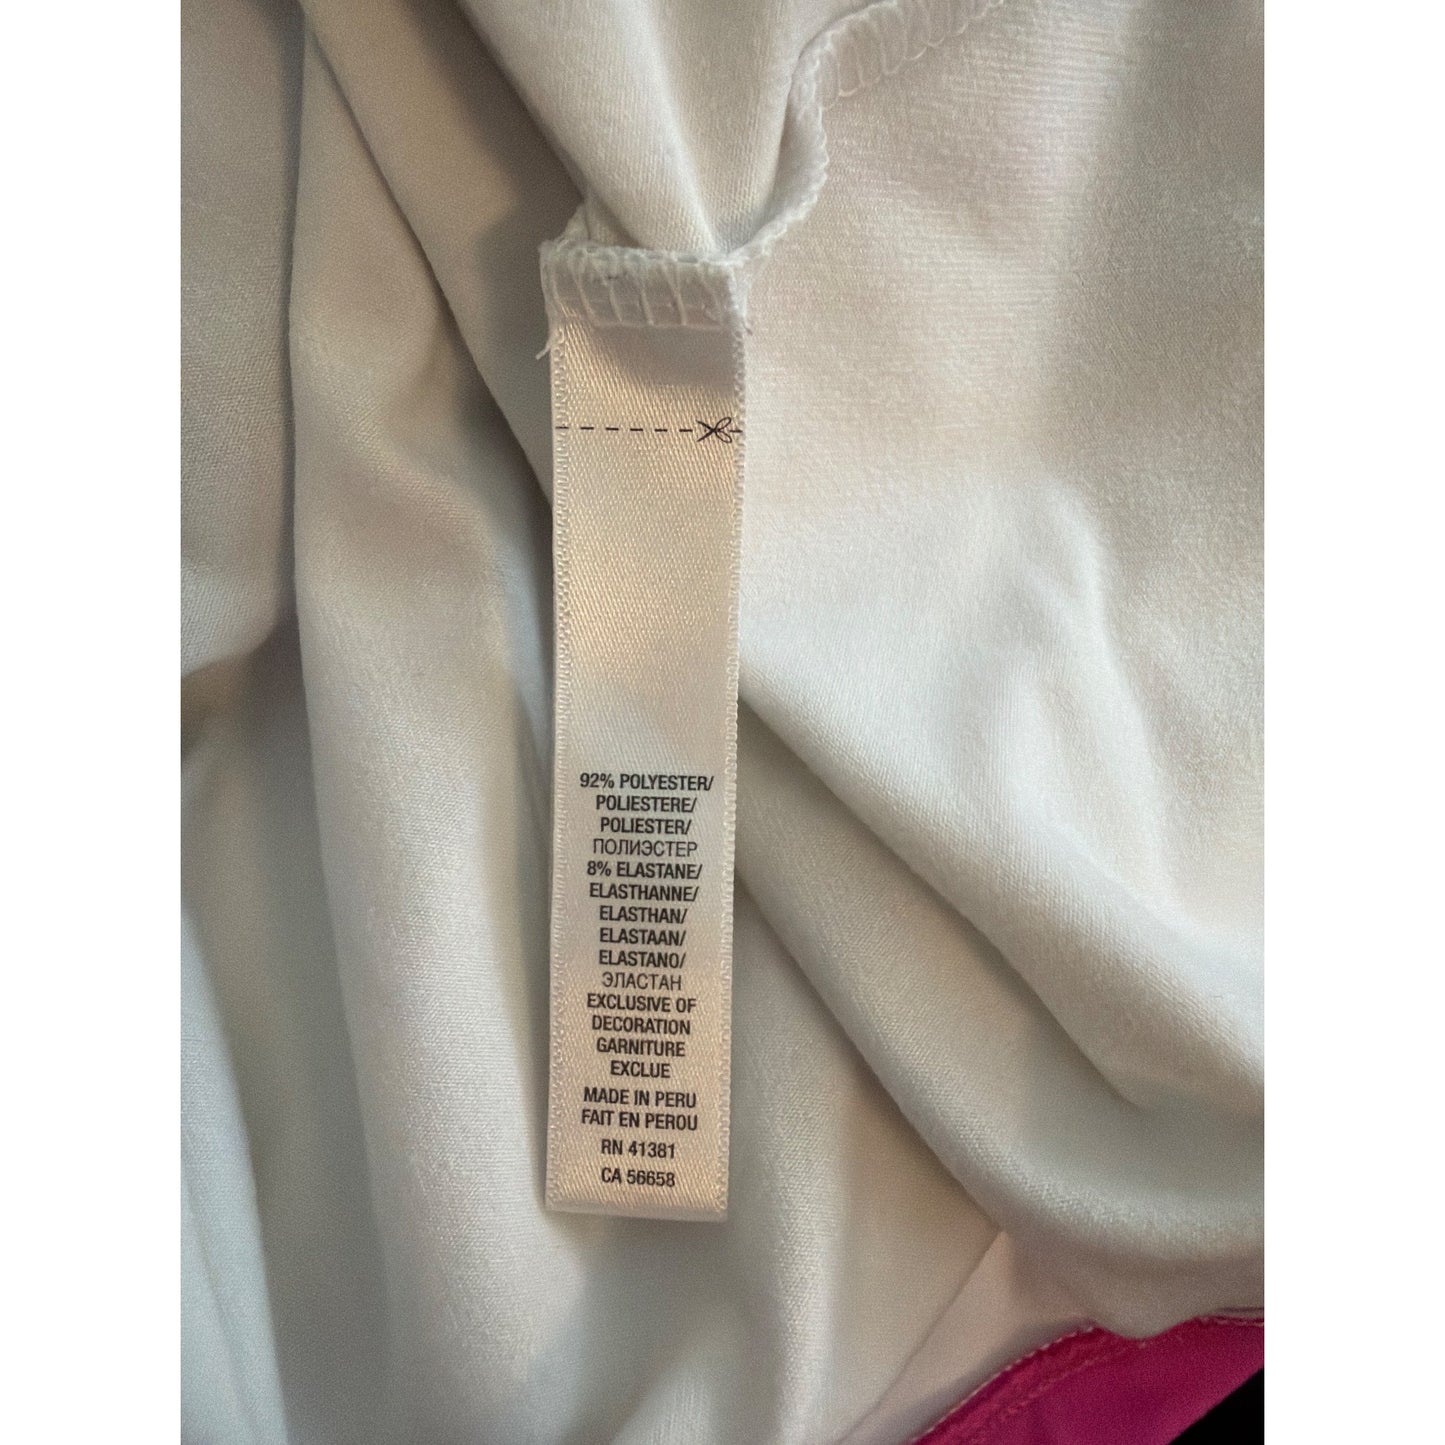 92% POLYESTER/
POLIESTERE/
POLIESTER/
ПОЛИЭСТЕР
8% ELASTANE/
ELASTHANNE/
ELASTHAN/
ELASTAAN/
ELASTANO/
ЭЛАСТАН
EXCLUSIVE OF
DECORATION
GARNITURE
EXCLUE
MADE IN PERU
FAIT EN PEROU
RN 41381
CA 56658